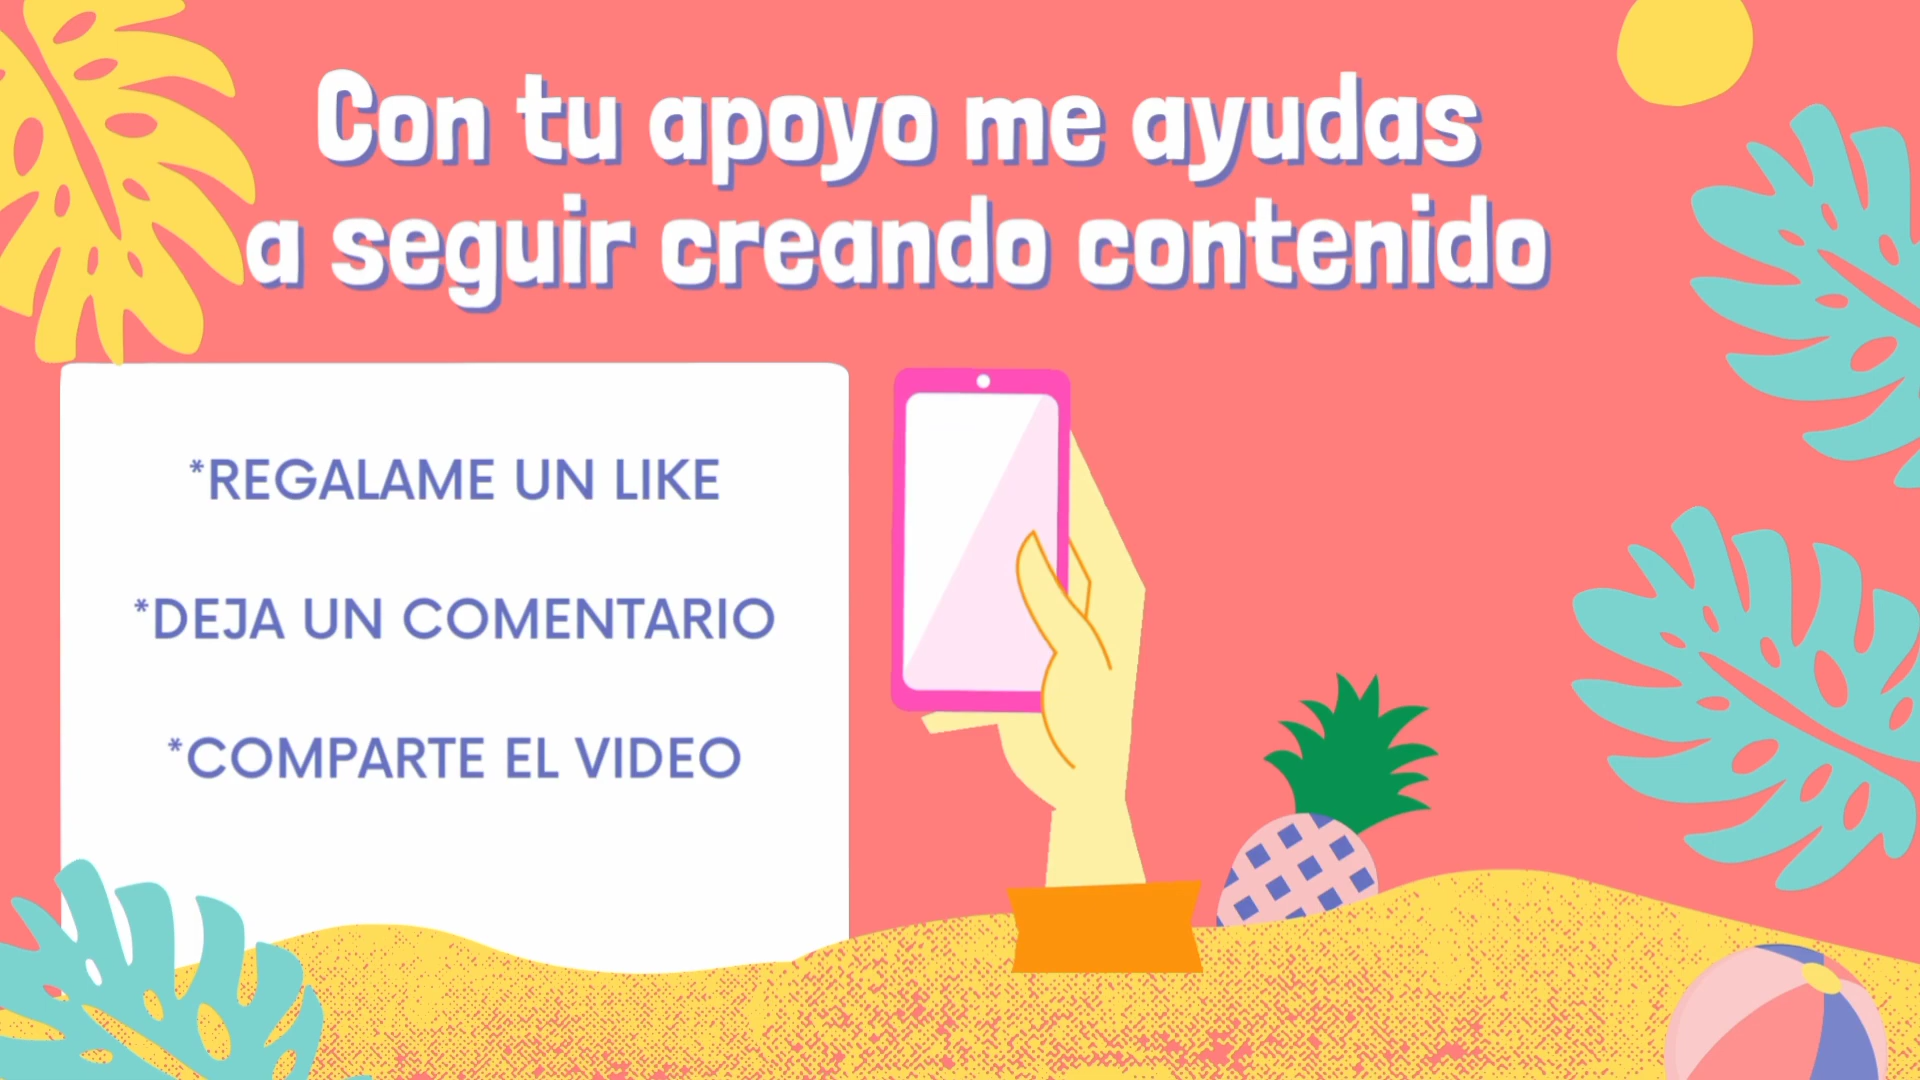 Con tu apoyo me ayudas
a seguir creando contenido
*REGALAME UN LIKE
*DEJA UN COMENTARIO
*COMPARTE EL VIDEO